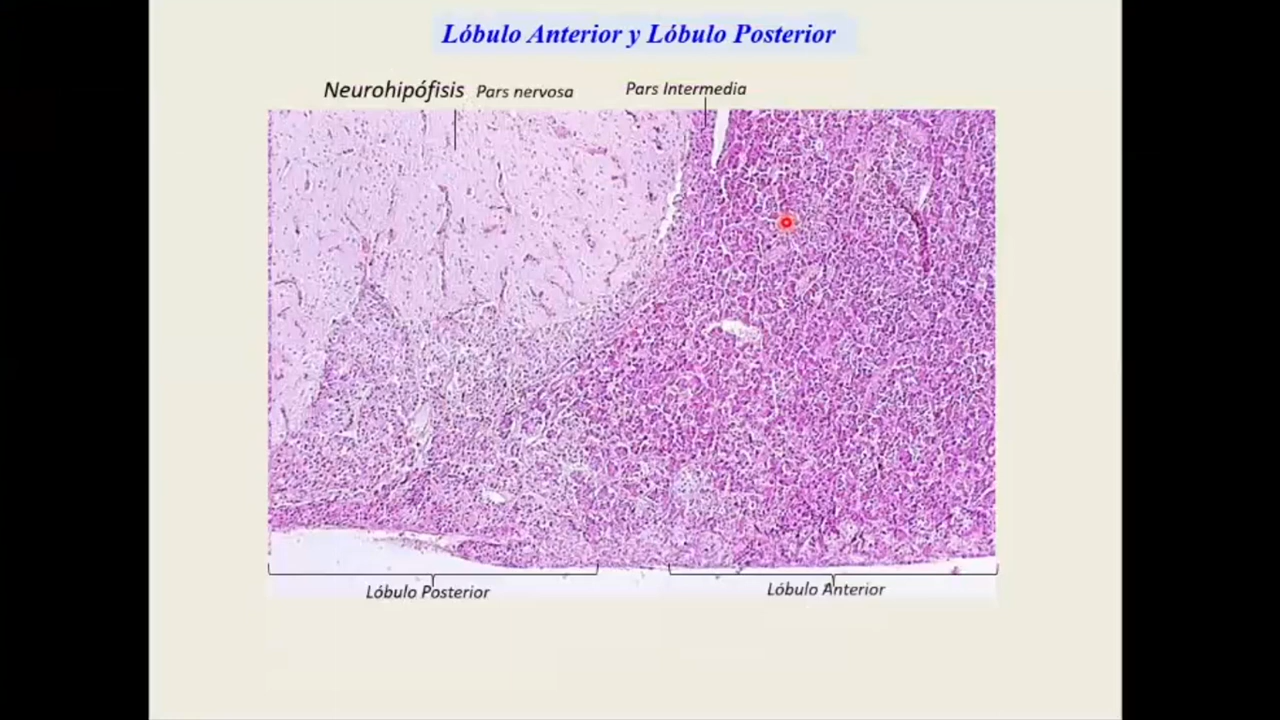 Lóbulo Anterior y Lóbulo Posterior
Neurohipófisis Pars nervosa Pars Intermedia
Lóbulo Posterior Lóbulo Anterior